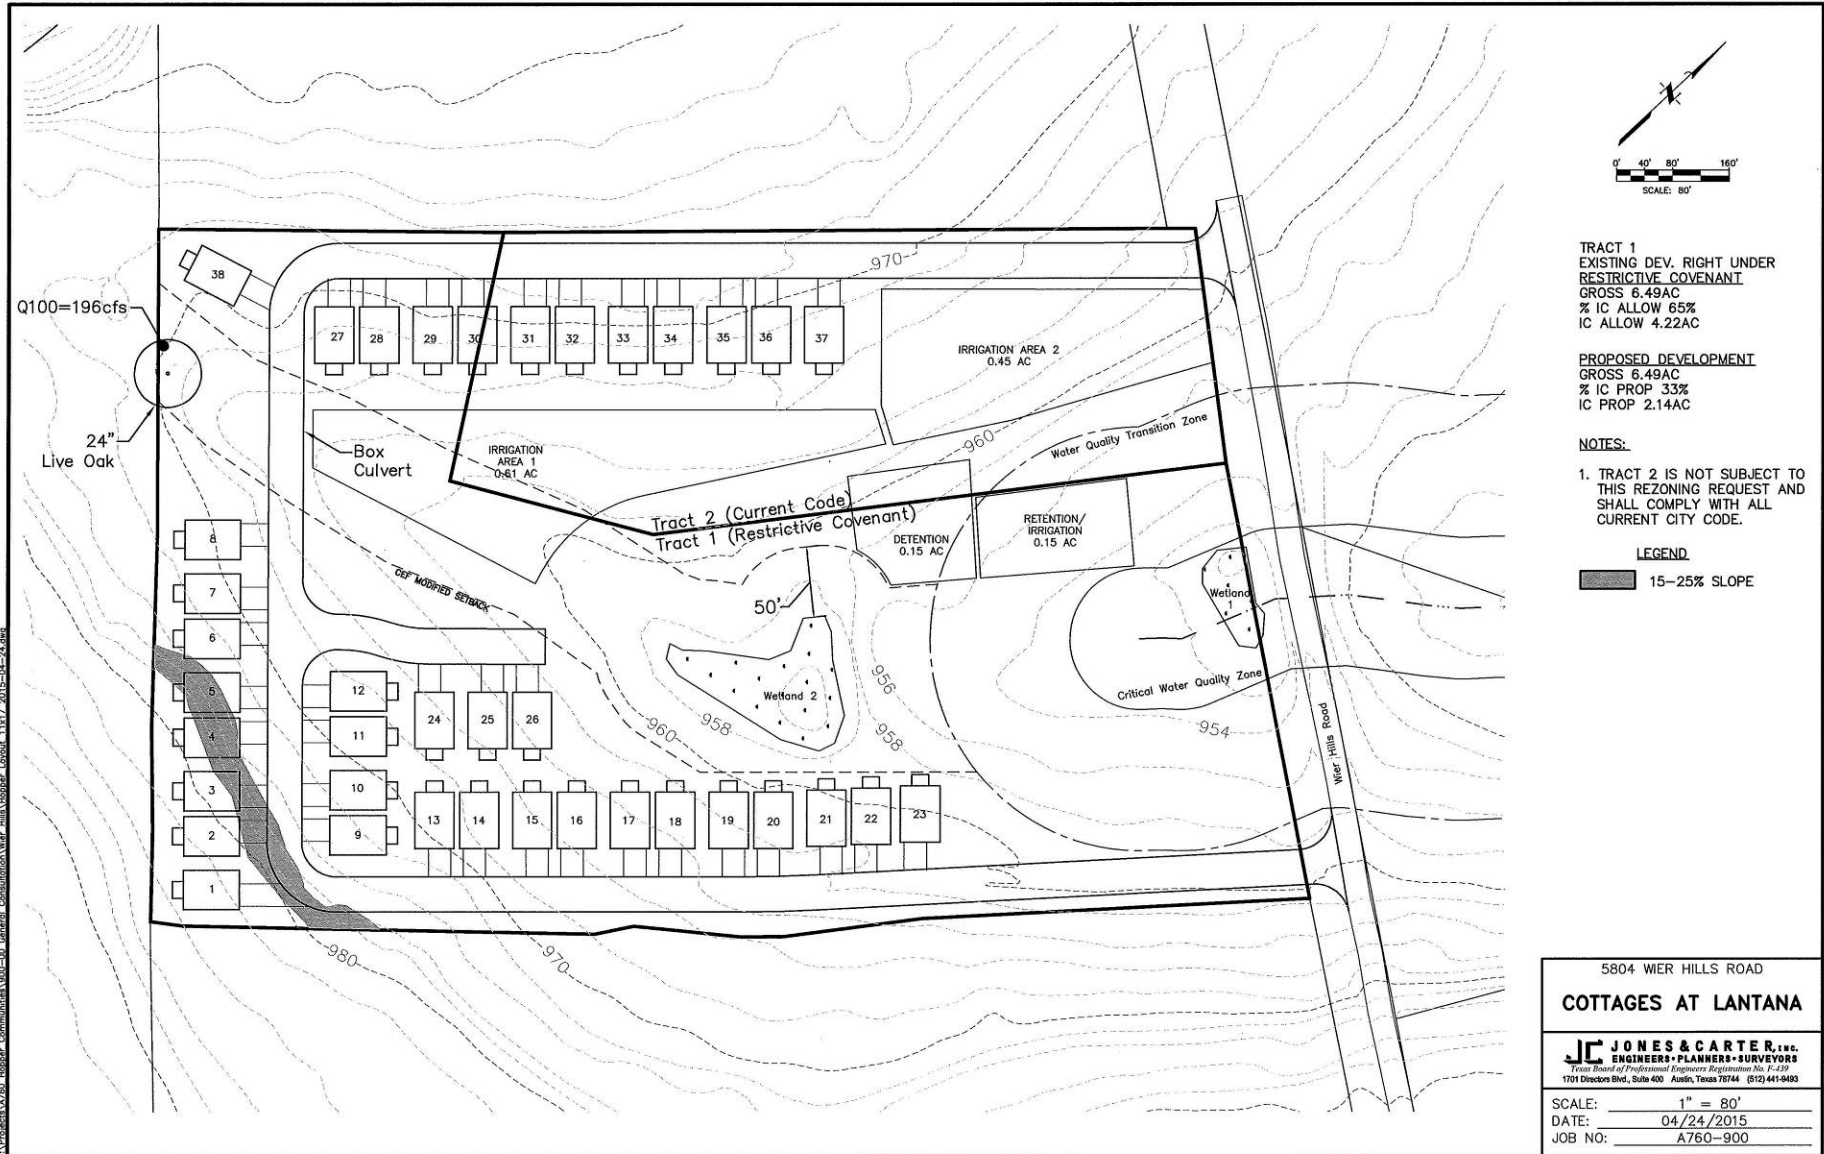 0' 40' 80' 160'
SCALE: 80'
TRACT 1
EXISTING DEV. RIGHT UNDER
RESTRICTIVE COVENANT
GROSS 6.49AC
% IC ALLOW 65%
IC ALLOW 4.22AC
PROPOSED DEVELOPMENT
GROSS 6.49AC
% IC PROP 33%
IC PROP 2.14AC
NOTES:
1. TRACT 2 IS NOT SUBJECT TO
THIS REZONING REQUEST AND
SHALL COMPLY WITH ALL
CURRENT CITY CODE.
LEGEND
15-25% SLOPE
Q100=196cfs
24"
Live Oak
38
970
27
28
29
30
31
32
33
34
35
36
37
IRRIGATION AREA 2
0.45 AC
Box
Culvert
IRRIGATION
AREA 1
0.61 AC
960
Water Quality Transition Zone
Tract 2 (Current Code)
Tract 1 (Restrictive Covenant)
DETENTION
0.15 AC
RETENTION/
IRRIGATION
0.15 AC
CEF MODIFIED SETBACK
50'
Wetland
1
Wetland 2
956
958
958
960
Critical Water Quality Zone
954
Wier Hills Road
8
7
6
5
4
3
2
1
12
11
10
9
24
25
26
13
14
15
16
17
18
19
20
21
22
23
980
970
5804 WIER HILLS ROAD
COTTAGES AT LANTANA
JC JONES & CARTER, INC.
ENGINEERS•PLANNERS•SURVEYORS
Texas Board of Professional Engineers Registration No. F-439
1701 Directors Blvd., Suite 400 Austin, Texas 78744 (512) 441-9493
SCALE: 1" = 80'
DATE: 04/24/2015
JOB NO: A760-900